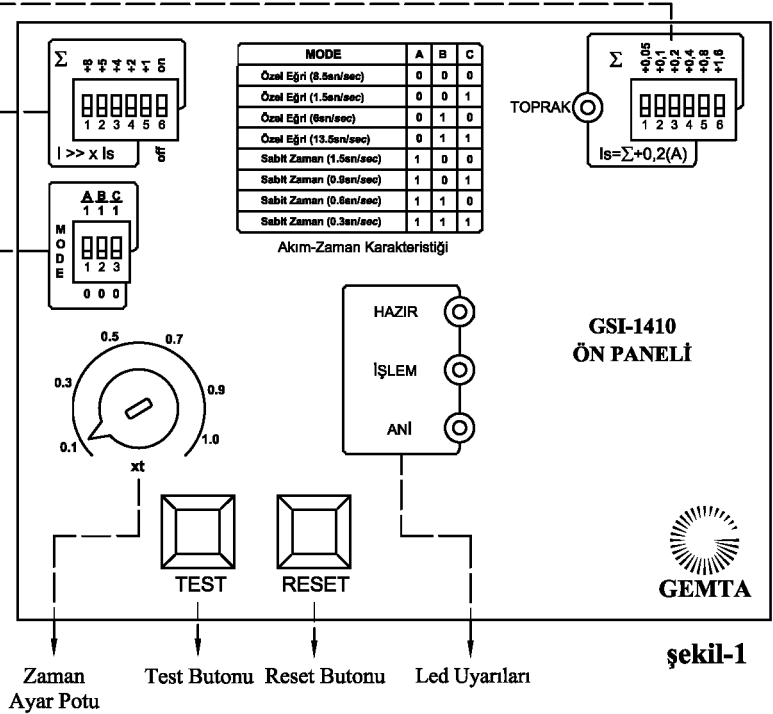 Σ +8 +5 +4 +2 +1 on
1 2 3 4 5 6
I >> x Is off
MODE A B C
Özel Eğri (8.5sn/sec) 0 0 0
Özel Eğri (1.5sn/sec) 0 0 1
Özel Eğri (6sn/sec) 0 1 0
Özel Eğri (13.5sn/sec) 0 1 1
Sabit Zaman (1.5sn/sec) 1 0 0
Sabit Zaman (0.9sn/sec) 1 0 1
Sabit Zaman (0.6sn/sec) 1 1 0
Sabit Zaman (0.3sn/sec) 1 1 1
Akım-Zaman Karakteristiği
TOPRAK
Σ +0,05 +0,1 +0,2 +0,4 +0,8 +1,6
1 2 3 4 5 6
Is=Σ+0,2(A)
A B C
1 1 1
MODE
1 2 3
0 0 0
HAZIR
İŞLEM
ANİ
GSI-1410
ÖN PANELİ
0.1 0.3 0.5 0.7 0.9 1.0
xt
TEST
RESET
GEMTA
şekil-1
Zaman
Ayar Potu
Test Butonu
Reset Butonu
Led Uyarıları